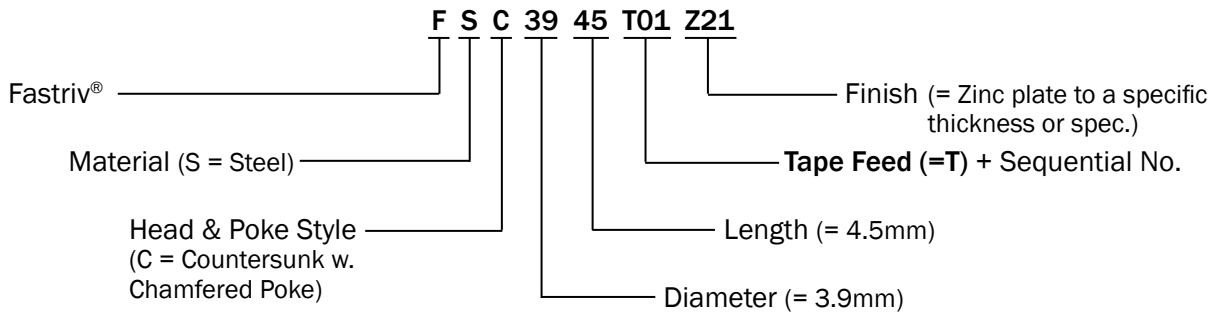 F S C 39 45 T01 Z21
Fastriv®
Finish (= Zinc plate to a specific
thickness or spec.)
Material (S = Steel)
Tape Feed (=T) + Sequential No.
Head & Poke Style
(C = Countersunk w.
Chamfered Poke)
Length (= 4.5mm)
Diameter (= 3.9mm)